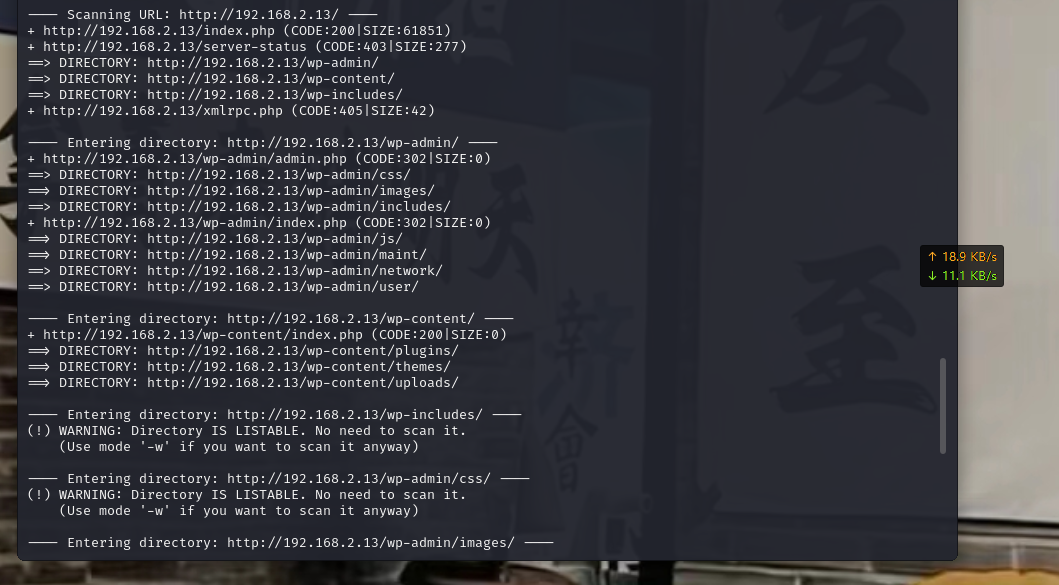 ---- Scanning URL: http://192.168.2.13/ ----
+ http://192.168.2.13/index.php (CODE:200|SIZE:61851)
+ http://192.168.2.13/server-status (CODE:403|SIZE:277)
==> DIRECTORY: http://192.168.2.13/wp-admin/
==> DIRECTORY: http://192.168.2.13/wp-content/
==> DIRECTORY: http://192.168.2.13/wp-includes/
+ http://192.168.2.13/xmlrpc.php (CODE:405|SIZE:42)
---- Entering directory: http://192.168.2.13/wp-admin/ ----
+ http://192.168.2.13/wp-admin/admin.php (CODE:302|SIZE:0)
==> DIRECTORY: http://192.168.2.13/wp-admin/css/
==> DIRECTORY: http://192.168.2.13/wp-admin/images/
==> DIRECTORY: http://192.168.2.13/wp-admin/includes/
+ http://192.168.2.13/wp-admin/index.php (CODE:302|SIZE:0)
==> DIRECTORY: http://192.168.2.13/wp-admin/js/
==> DIRECTORY: http://192.168.2.13/wp-admin/maint/
==> DIRECTORY: http://192.168.2.13/wp-admin/network/
==> DIRECTORY: http://192.168.2.13/wp-admin/user/
---- Entering directory: http://192.168.2.13/wp-content/ ----
+ http://192.168.2.13/wp-content/index.php (CODE:200|SIZE:0)
==> DIRECTORY: http://192.168.2.13/wp-content/plugins/
==> DIRECTORY: http://192.168.2.13/wp-content/themes/
==> DIRECTORY: http://192.168.2.13/wp-content/uploads/
---- Entering directory: http://192.168.2.13/wp-includes/ ----
(!) WARNING: Directory IS LISTABLE. No need to scan it.
(Use mode '-w' if you want to scan it anyway)
---- Entering directory: http://192.168.2.13/wp-admin/css/ ----
(!) WARNING: Directory IS LISTABLE. No need to scan it.
(Use mode '-w' if you want to scan it anyway)
---- Entering directory: http://192.168.2.13/wp-admin/images/ ----
↑ 18.9 KB/s
↓ 11.1 KB/s
友
至
會